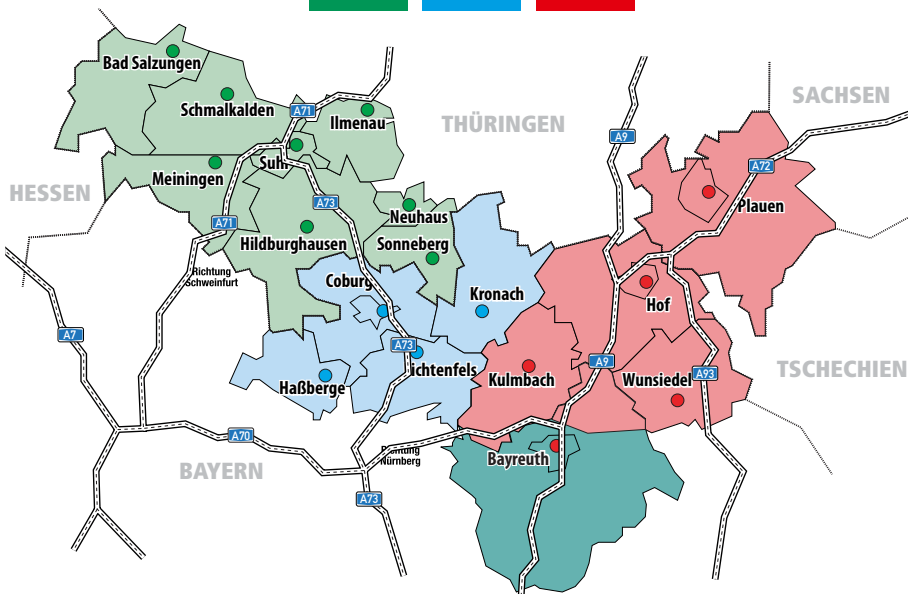 Bad Salzungen
Schmalkalden
A71
Ilmenau
THÜRINGEN
SACHSEN
A9
A72
Suhl
Meiningen
HESSEN
A73
A71
Neuhaus
Plauen
Hildburghausen
Sonneberg
Richtung
Schweinfurt
Coburg
Kronach
Hof
A7
A73
A9
ichtenfels
Kulmbach
Wunsiedel
A93
TSCHECHIEN
Haßberge
A70
BAYERN
Richtung
Nürnberg
Bayreuth
A73